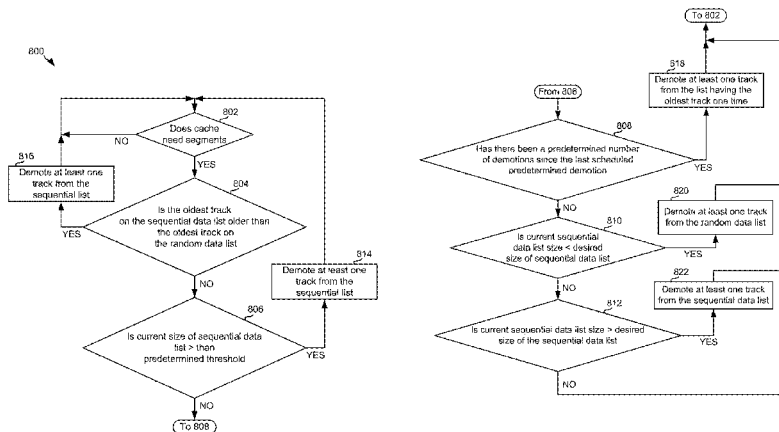 800
802
Does cache
need segments
NO
YES
816
Demote at least one
track from the
sequential list
804
Is the oldest track
on the sequential data list older than
the oldest track on
the random data list
YES
NO
814
Demote at least one
track from the
sequential list
806
Is current size of sequential data
list > than
predetermined threshold
YES
NO
To 808
To 802
818
Demote at least one track
from the list having the
oldest track one time
From 806
808
Has there been a predetermined number
of demotions since the last scheduled
predetermined demotion
YES
NO
820
Demote at least one track
from the random data list
810
Is current sequential
data list size < desired
size of sequential data list
YES
NO
822
Demote at least one track
from the sequential data list
812
Is current sequential data list size > desired
size of the sequential data list
YES
NO